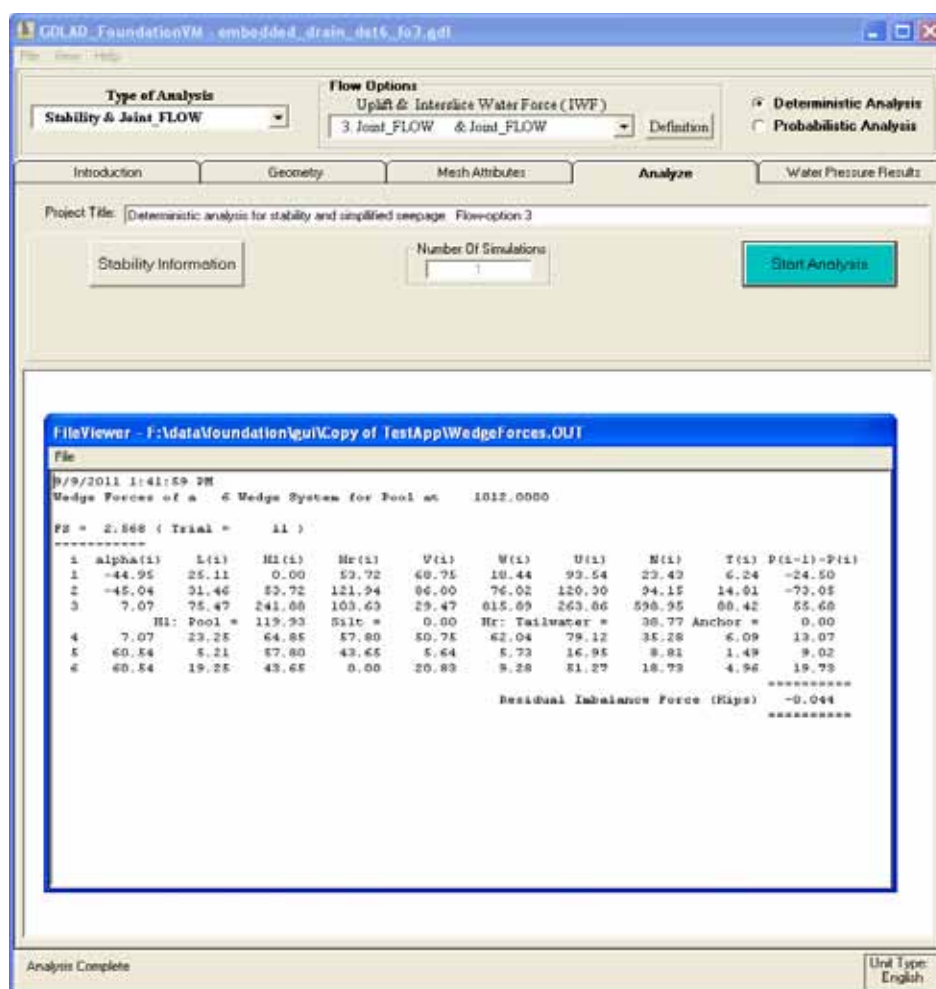 GDLAD_FoundationVM - embedded_drain_det6_fo3.gdl
File View Help
Type of Analysis
Stability & Joint_FLOW
Flow Options
Uplift & Interslice Water Force ( IWF )
3. Joint_FLOW & Joint_FLOW
Definition
Deterministic Analysis
Probabilistic Analysis
Introduction Geometry Mesh Attributes Analyze Water Pressure Results
Project Title: Deterministic analysis for stability and simplified seepage Flow-option 3
Stability Information
Number Of Simulations
1
Start Analysis
FileViewer - F:\data\foundation\gui\Copy of TestApp\WedgeForces.OUT
File
9/9/2011 1:41:59 PM
Wedge Forces of a 6 Wedge System for Pool at 1012.0000
FS = 2.568 ( Trial = 11 )
-----------
i alpha(i) L(i) Hl(i) Hr(i) V(i) W(i) U(i) N(i) T(i) P(i-1)-P(i)
1 -44.95 25.11 0.00 53.72 68.75 18.44 93.54 23.43 6.24 -24.50
2 -45.04 31.46 53.72 121.94 86.00 76.02 120.30 94.15 14.81 -73.05
3 7.07 75.47 241.88 103.63 29.47 815.89 263.86 598.95 88.42 55.68
Hl: Pool = 119.93 Silt = 0.00 Hr: Tailwater = 38.77 Anchor = 0.00
4 7.07 23.25 64.85 57.80 50.75 62.04 79.12 35.28 6.09 13.07
5 60.54 5.21 57.80 43.65 5.64 5.73 16.95 8.81 1.49 9.02
6 60.54 19.25 43.65 0.00 20.83 9.28 51.27 18.73 4.96 19.73
==========
Residual Imbalance Force (Kips) -0.044
==========
Analysis Complete
Unit Type:
English